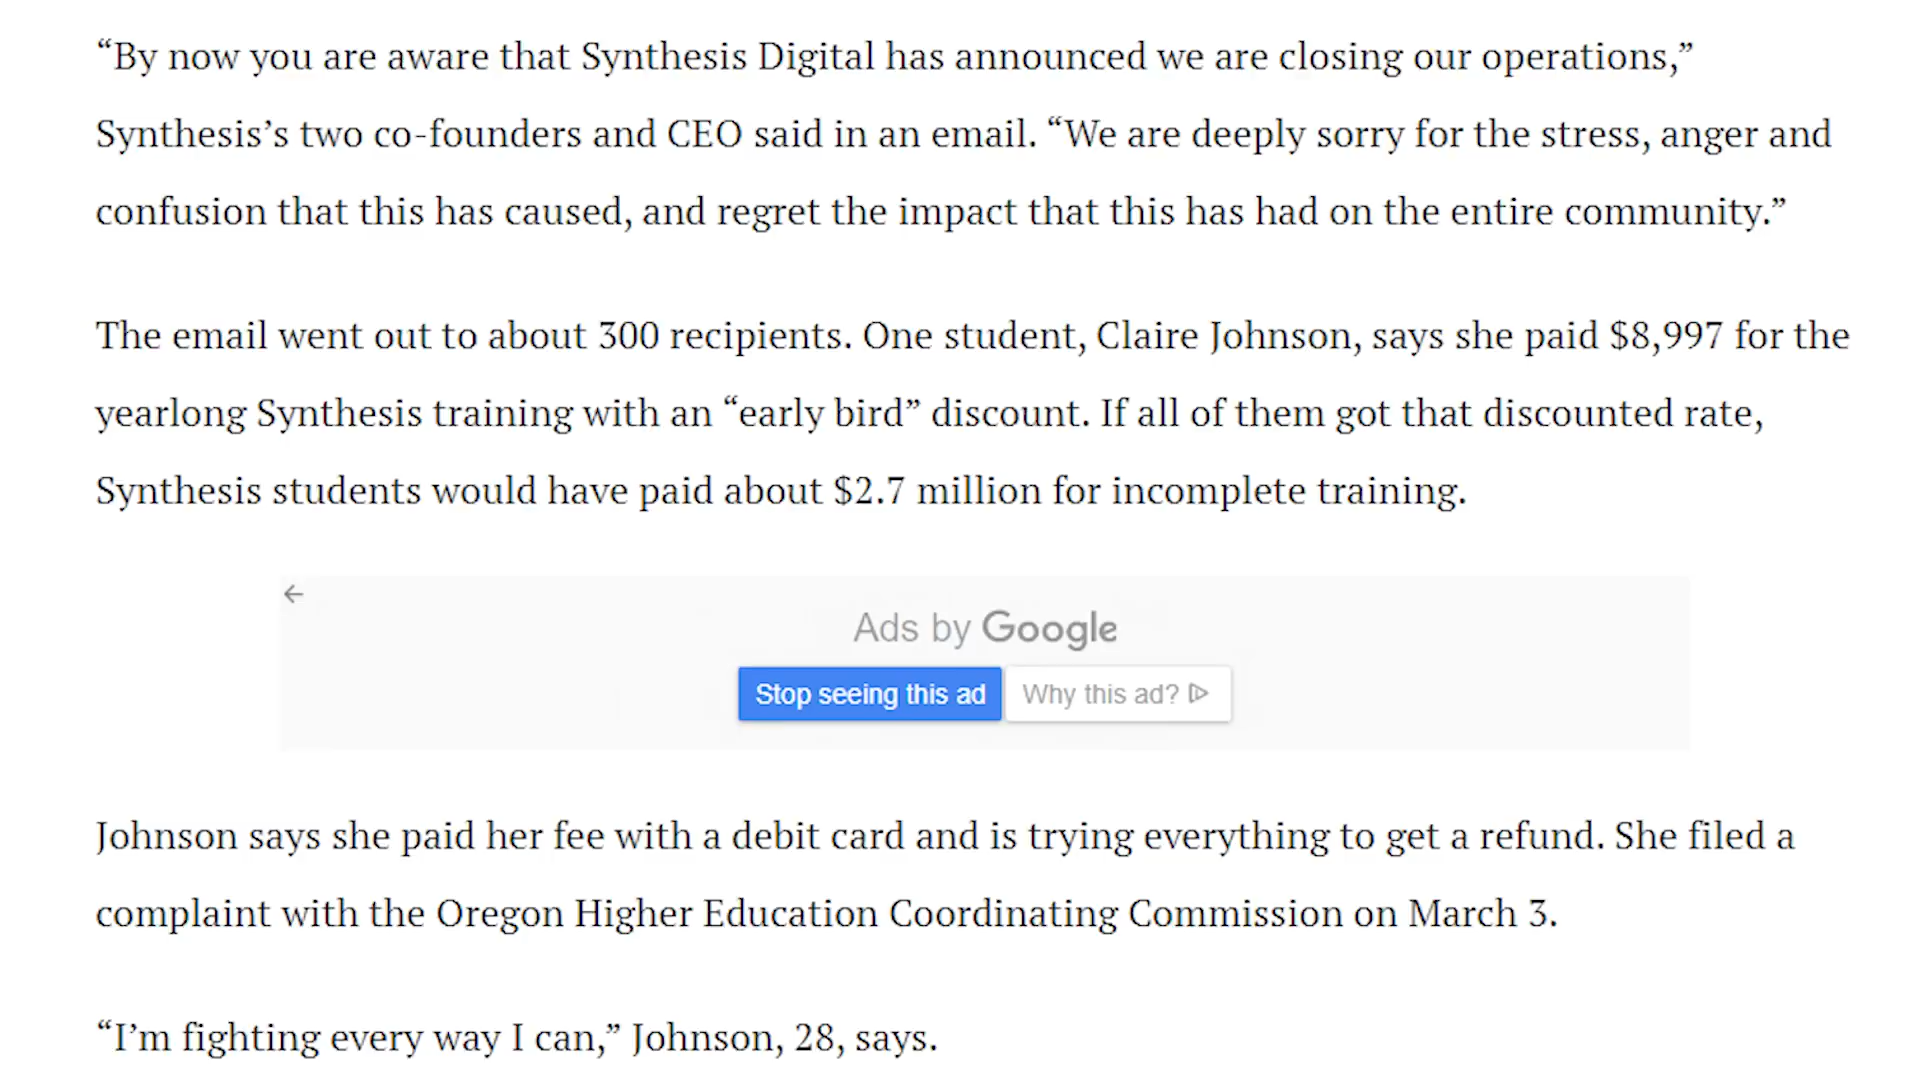 “By now you are aware that Synthesis Digital has announced we are closing our operations,”
Synthesis’s two co-founders and CEO said in an email. “We are deeply sorry for the stress, anger and
confusion that this has caused, and regret the impact that this has had on the entire community.”
The email went out to about 300 recipients. One student, Claire Johnson, says she paid $8,997 for the
yearlong Synthesis training with an “early bird” discount. If all of them got that discounted rate,
Synthesis students would have paid about $2.7 million for incomplete training.
Ads by Google
Stop seeing this ad Why this ad?
Johnson says she paid her fee with a debit card and is trying everything to get a refund. She filed a
complaint with the Oregon Higher Education Coordinating Commission on March 3.
“I’m fighting every way I can,” Johnson, 28, says.